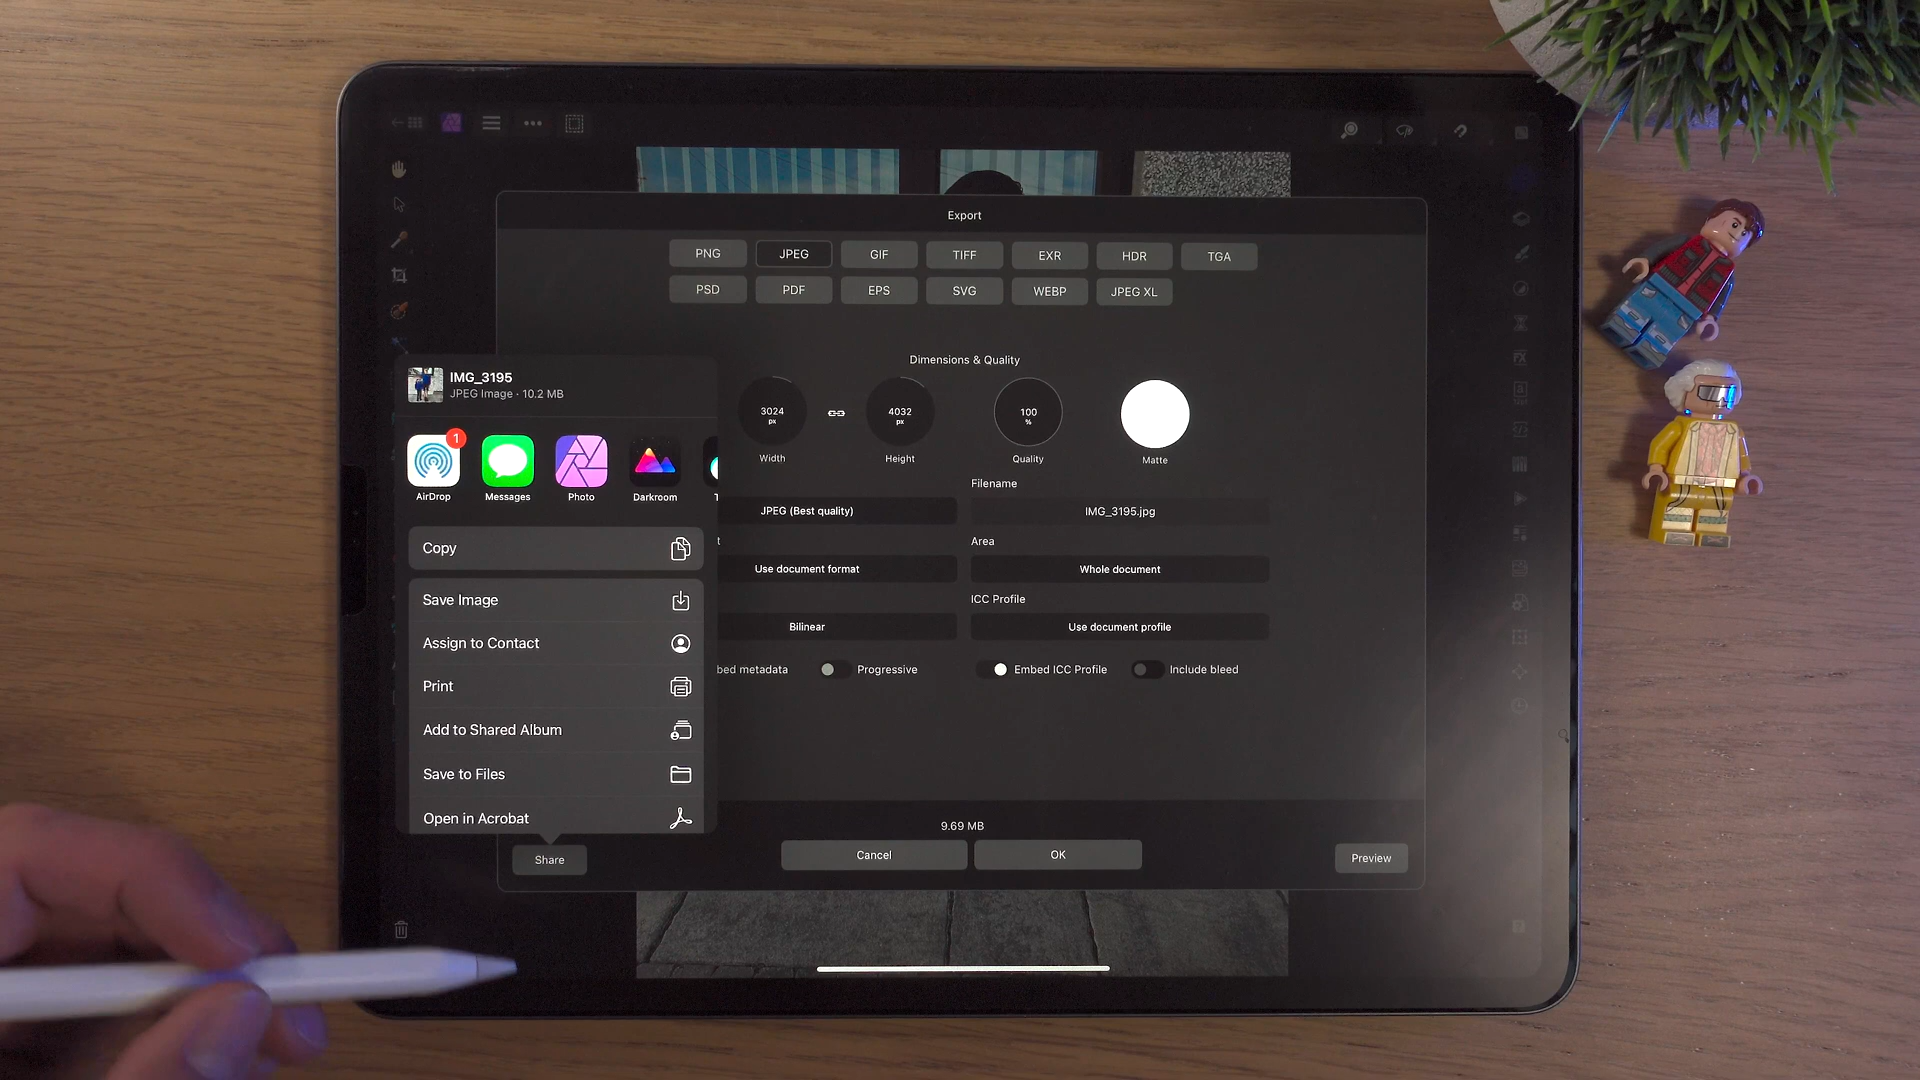 Export
PNG JPEG GIF TIFF EXR HDR TGA
PSD PDF EPS SVG WEBP JPEG XL
Dimensions & Quality
3024 px
4032 px
100 %
Width Height Quality Matte
IMG_3195
JPEG Image · 10.2 MB
1
AirDrop Messages Photo Darkroom
Copy
Save Image
Assign to Contact
Print
Add to Shared Album
Save to Files
Open in Acrobat
Filename
JPEG (Best quality) IMG_3195.jpg
Area
Use document format Whole document
ICC Profile
Bilinear Use document profile
metadata Progressive Embed ICC Profile Include bleed
9.69 MB
Share Cancel OK Preview